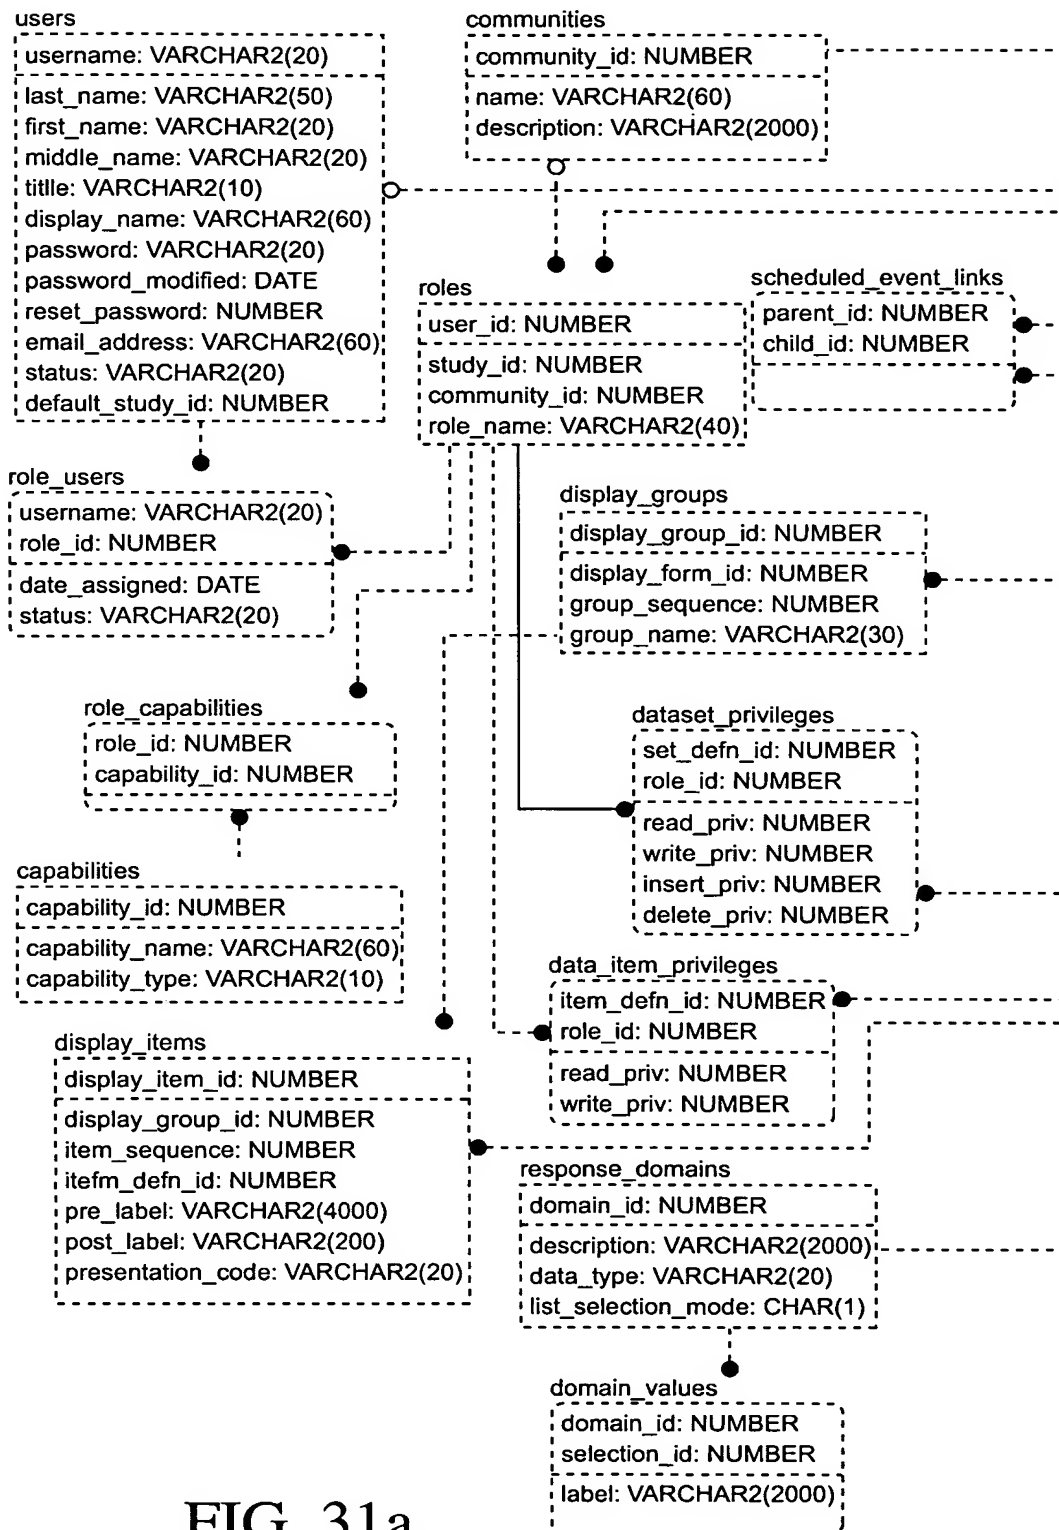 users
username: VARCHAR2(20)
last_name: VARCHAR2(50)
first_name: VARCHAR2(20)
middle_name: VARCHAR2(20)
titlle: VARCHAR2(10)
display_name: VARCHAR2(60)
password: VARCHAR2(20)
password_modified: DATE
reset_password: NUMBER
email_address: VARCHAR2(60)
status: VARCHAR2(20)
default_study_id: NUMBER
communities
community_id: NUMBER
name: VARCHAR2(60)
description: VARCHAR2(2000)
roles
user_id: NUMBER
study_id: NUMBER
community_id: NUMBER
role_name: VARCHAR2(40)
scheduled_event_links
parent_id: NUMBER
child_id: NUMBER
role_users
username: VARCHAR2(20)
role_id: NUMBER
date_assigned: DATE
status: VARCHAR2(20)
display_groups
display_group_id: NUMBER
display_form_id: NUMBER
group_sequence: NUMBER
group_name: VARCHAR2(30)
role_capabilities
role_id: NUMBER
capability_id: NUMBER
dataset_privileges
set_defn_id: NUMBER
role_id: NUMBER
read_priv: NUMBER
write_priv: NUMBER
insert_priv: NUMBER
delete_priv: NUMBER
capabilities
capability_id: NUMBER
capability_name: VARCHAR2(60)
capability_type: VARCHAR2(10)
data_item_privileges
item_defn_id: NUMBER
role_id: NUMBER
read_priv: NUMBER
write_priv: NUMBER
display_items
display_item_id: NUMBER
display_group_id: NUMBER
item_sequence: NUMBER
itefm_defn_id: NUMBER
pre_label: VARCHAR2(4000)
post_label: VARCHAR2(200)
presentation_code: VARCHAR2(20)
response_domains
domain_id: NUMBER
description: VARCHAR2(2000)
data_type: VARCHAR2(20)
list_selection_mode: CHAR(1)
domain_values
domain_id: NUMBER
selection_id: NUMBER
label: VARCHAR2(2000)
FIG. 31a